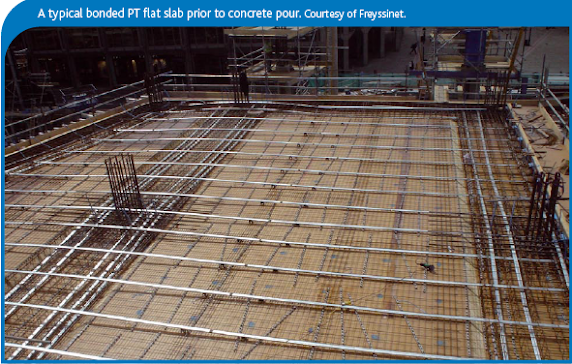 A typical bonded PT flat slab prior to concrete pour. Courtesy of Freyssinet.